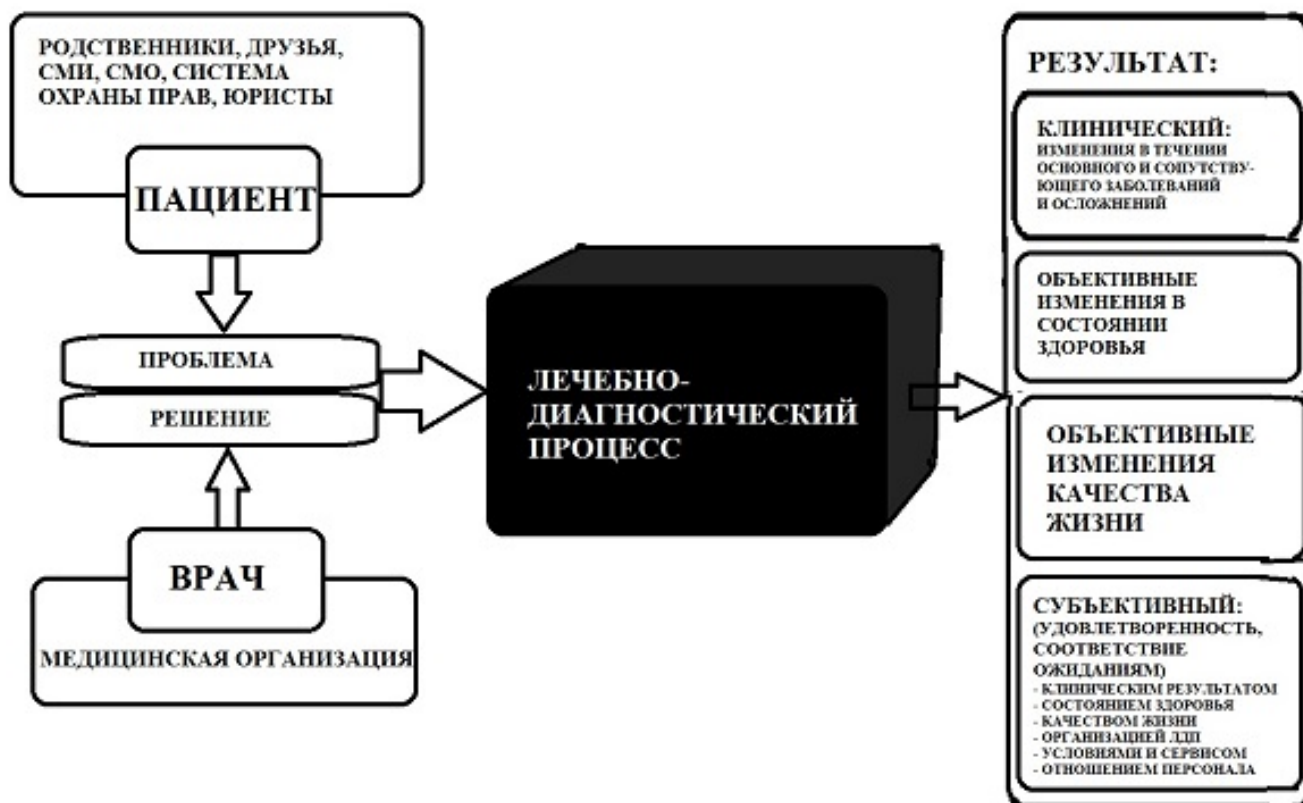 РОДСТВЕННИКИ, ДРУЗЬЯ,
СМИ, СМО, СИСТЕМА
ОХРАНЫ ПРАВ, ЮРИСТЫ
ПАЦИЕНТ
ПРОБЛЕМА
РЕШЕНИЕ
ВРАЧ
МЕДИЦИНСКАЯ ОРГАНИЗАЦИЯ
ЛЕЧЕБНО-
ДИАГНОСТИЧЕСКИЙ
ПРОЦЕСС
РЕЗУЛЬТАТ:
КЛИНИЧЕСКИЙ:
ИЗМЕНЕНИЯ В ТЕЧЕНИИ
ОСНОВНОГО И СОПУТСТВУ-
ЮЩЕГО ЗАБОЛЕВАНИЙ
И ОСЛОЖНЕНИЙ
ОБЪЕКТИВНЫЕ
ИЗМЕНЕНИЯ В
СОСТОЯНИИ
ЗДОРОВЬЯ
ОБЪЕКТИВНЫЕ
ИЗМЕНЕНИЯ
КАЧЕСТВА
ЖИЗНИ
СУБЪЕКТИВНЫЙ:
(УДОВЛЕТВОРЕННОСТЬ,
СООТВЕТСТВИЕ
ОЖИДАНИЯМ)
- КЛИНИЧЕСКИМ РЕЗУЛЬТАТОМ
- СОСТОЯНИЕМ ЗДОРОВЬЯ
- КАЧЕСТВОМ ЖИЗНИ
- ОРГАНИЗАЦИЕЙ ЛДП
- УСЛОВИЯМИ И СЕРВИСОМ
- ОТНОШЕНИЕМ ПЕРСОНАЛА